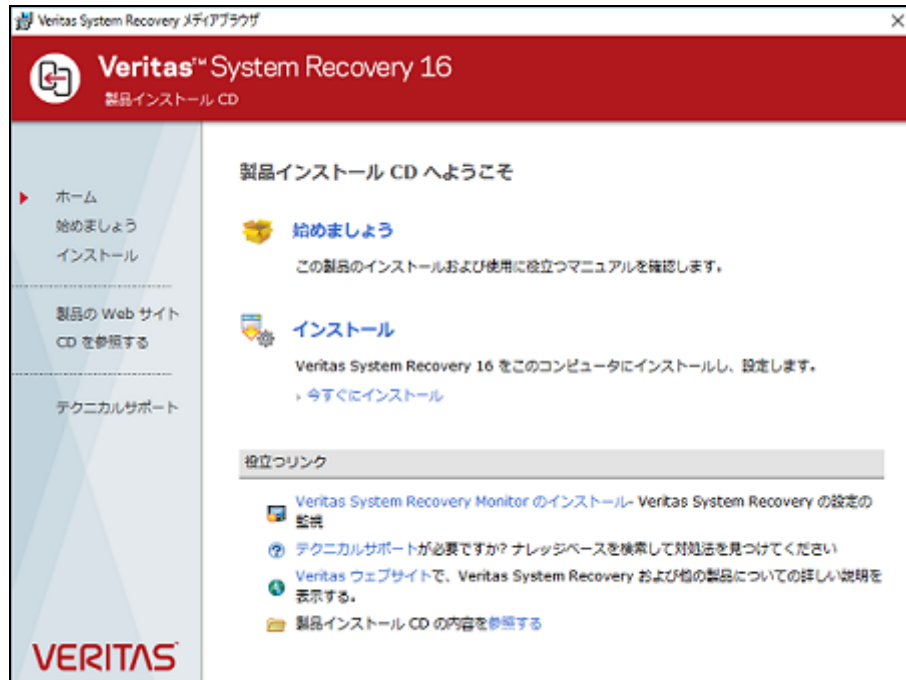 Veritas System Recovery メディアブラウザ
Veritas™ System Recovery 16
製品インストール CD
製品インストール CD へようこそ
ホーム
始めましょう
インストール
製品の Web サイト
CD を参照する
テクニカルサポート
始めましょう
この製品のインストールおよび使用に役立つマニュアルを確認します。
インストール
Veritas System Recovery 16 をこのコンピュータにインストールし、設定します。
今すぐにインストール
役立つリンク
Veritas System Recovery Monitor のインストール- Veritas System Recovery の設定の
監視
テクニカルサポートが必要ですか? ナレッジベースを検索して対処法を見つけてください
Veritas ウェブサイトで、Veritas System Recovery および他の製品についての詳しい説明を
表示する。
製品インストール CD の内容を参照する
VERITAS